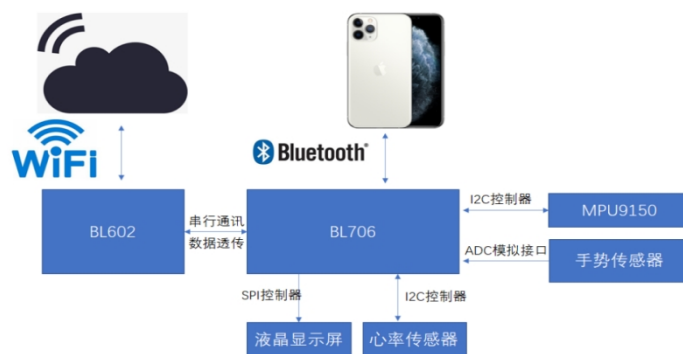 WiFi
Bluetooth®
BL602
串行通讯
数据透传
BL706
I2C控制器
MPU9150
ADC模拟接口
手势传感器
SPI控制器
I2C控制器
液晶显示屏
心率传感器